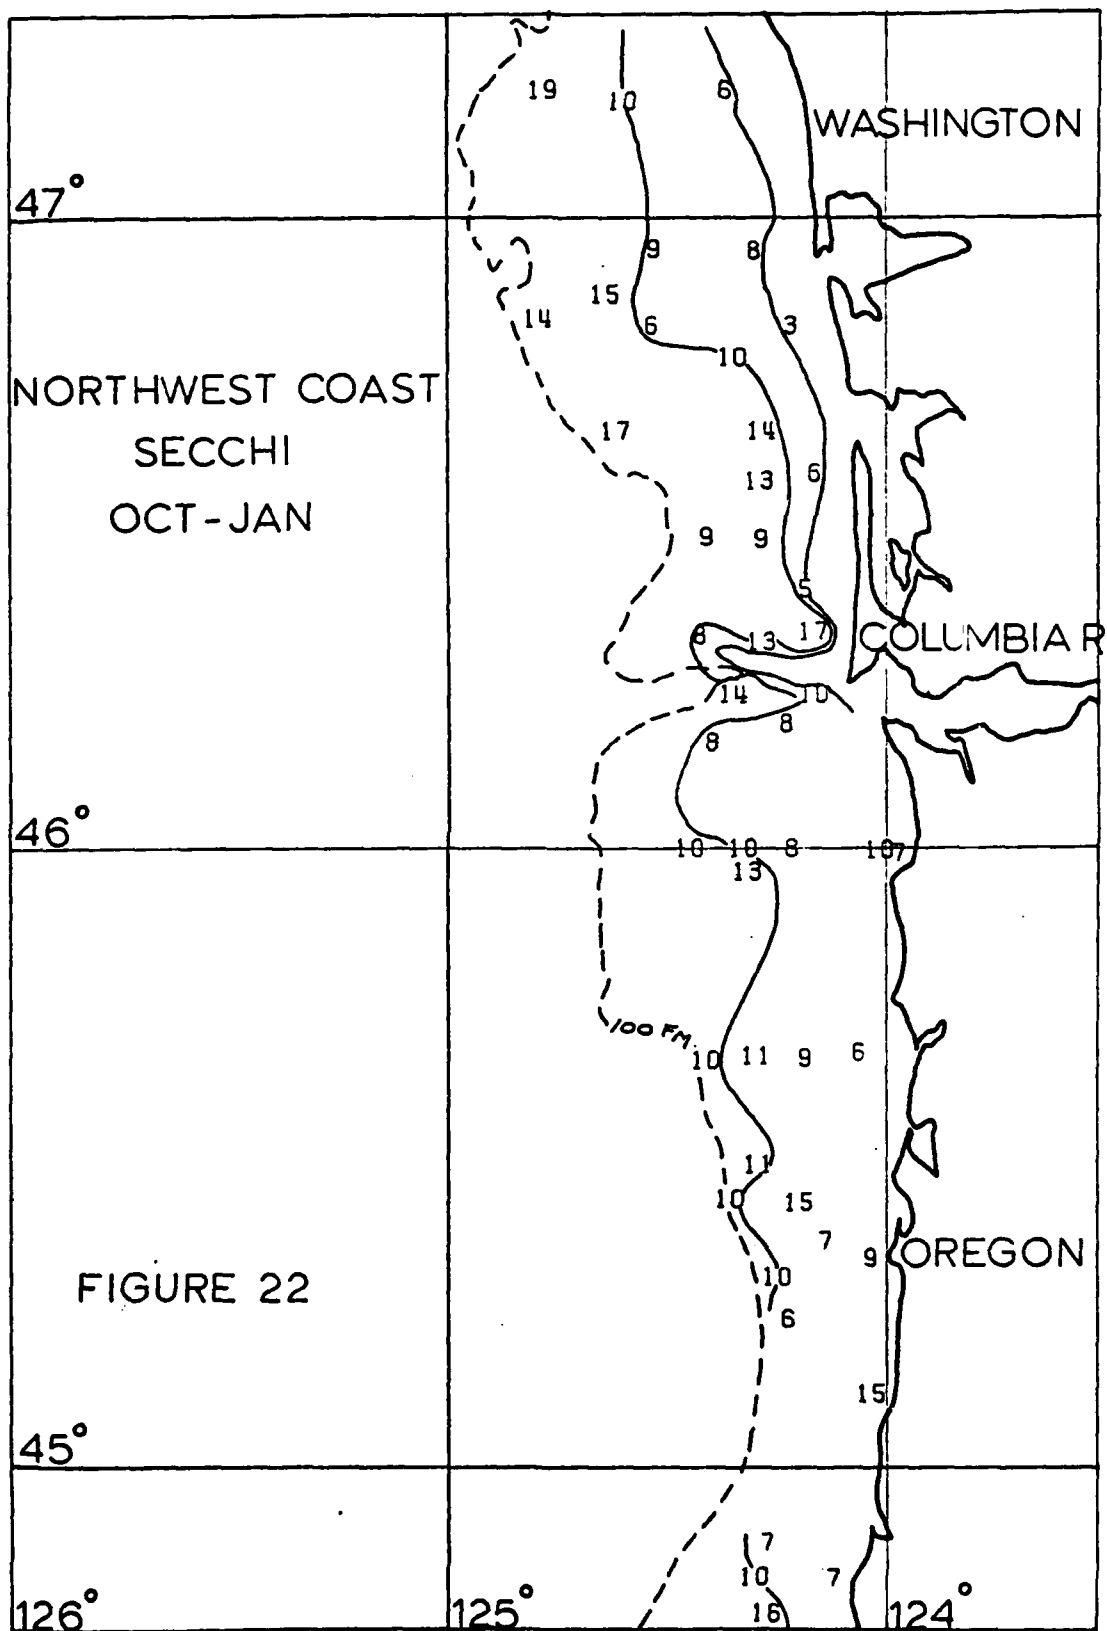 19 10 6
WASHINGTON
47°
9 8
15
14 6 3
10
NORTHWEST COAST
17 14
SECCHI
13 6
OCT-JAN
9 9
5
8 13 17 COLUMBIA R
14 10
8
8
46°
10 10 8 10 7
13
100 FM
10 11 9 6
11
10 15
7
9 OREGON
10
FIGURE 22
6
15
45°
7
10 7
126° 125° 16 124°